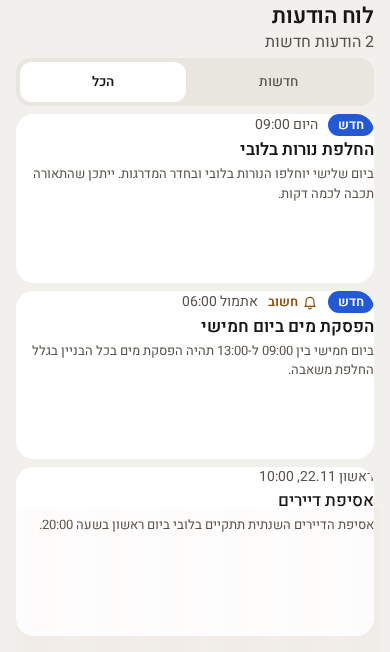 לוח הודעות
2 הודעות חדשות
חדשות
הכל
חדש היום 09:00
החלפת נורות בלובי
ביום שלישי יוחלפו הנורות בלובי ובחדר המדרגות. ייתכן שהתאורה
תכבה לכמה דקות.
חדש חשוב אתמול 06:00
הפסקת מים ביום חמישי
ביום חמישי בין 09:00 ל-13:00 תהיה הפסקת מים בכל הבניין בגלל
החלפת משאבה.
ראשון 22.11, 10:00
אסיפת דיירים
אסיפת הדיירים השנתית תתקיים בלובי ביום ראשון בשעה 20:00.